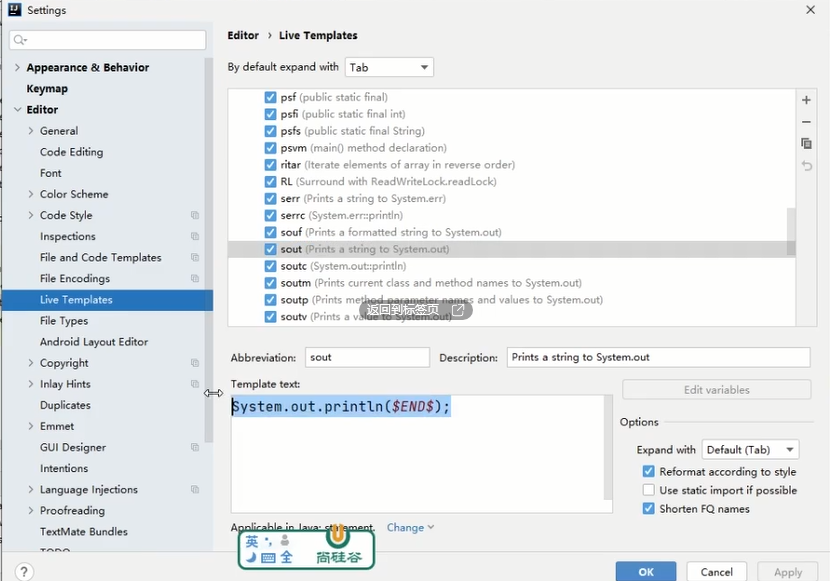 Settings
Editor › Live Templates
By default expand with Tab
Appearance & Behavior
Keymap
Editor
General
Code Editing
Font
Color Scheme
Code Style
Inspections
File and Code Templates
File Encodings
Live Templates
File Types
Android Layout Editor
Copyright
Inlay Hints
Duplicates
Emmet
GUI Designer
Intentions
Language Injections
Proofreading
TextMate Bundles
TODO
psf (public static final)
psfi (public static final int)
psfs (public static final String)
psvm (main() method declaration)
ritar (Iterate elements of array in reverse order)
RL (Surround with ReadWriteLock.readLock)
serr (Prints a string to System.err)
serrc (System.err::println)
souf (Prints a formatted string to System.out)
sout (Prints a string to System.out)
soutc (System.out::println)
soutm (Prints current class and method names to System.out)
soutp (Prints method parameter names and values to System.out)
返回到标签页
soutv (Prints a value to System.out)
Abbreviation: sout Description: Prints a string to System.out
Template text:
System.out.println($END$);
Edit variables
Options
Expand with Default (Tab)
Reformat according to style
Use static import if possible
Shorten FQ names
Applicable in Java: statement. Change
英 全
尚硅谷
? OK Cancel Apply